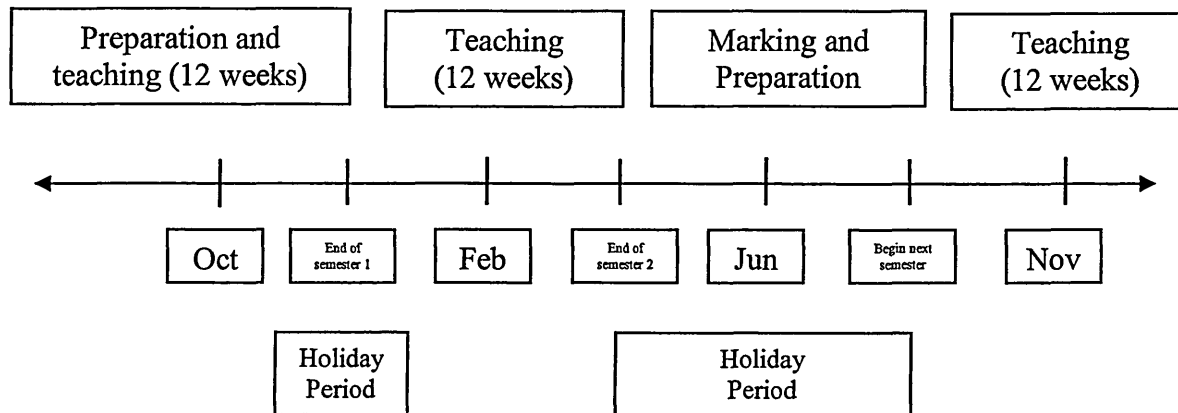 Preparation and
teaching (12 weeks)
Teaching
(12 weeks)
Marking and
Preparation
Teaching
(12 weeks)
Oct
End of
semester 1
Feb
End of
semester 2
Jun
Begin next
semester
Nov
Holiday
Period
Holiday
Period